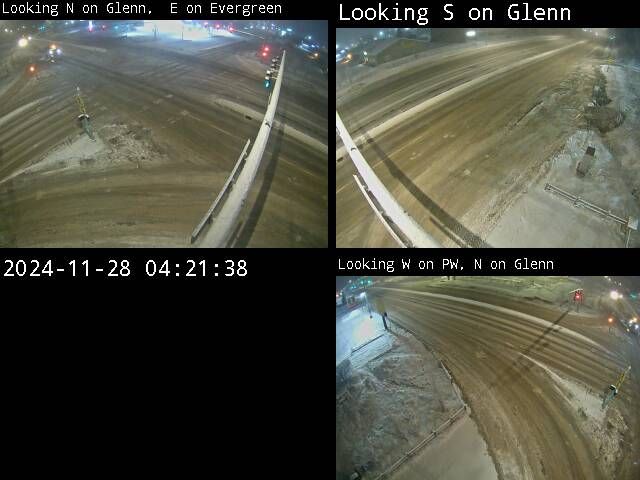 Looking N on Glenn,  E on Evergreen
Looking S on Glenn
2024-11-28 04:21:38
Looking W on PW, N on Glenn